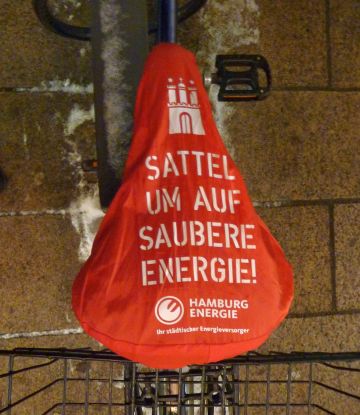 SATTEL
UM AUF
SAUBERE
ENERGIE!
HAMBURG
ENERGIE
Ihr städtischer Energieversorger